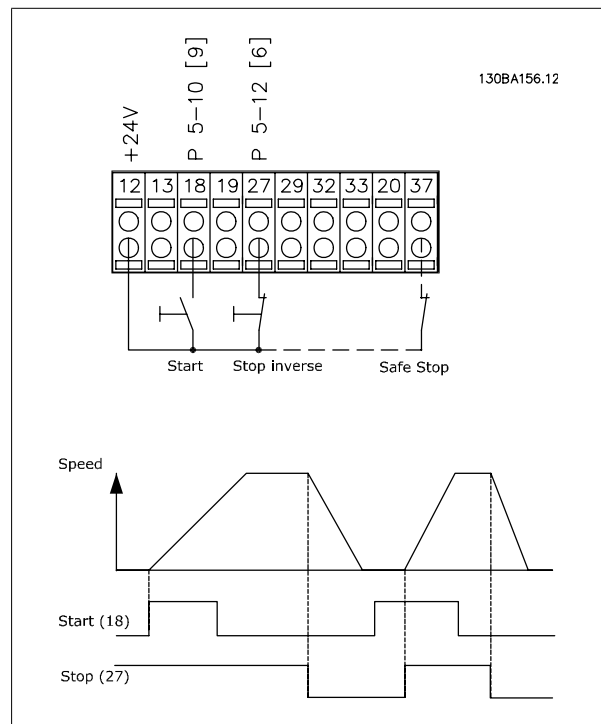 130BA156.12
+24V
P 5-10 [9]
P 5-12 [6]
12 13 18 19 27 29 32 33 20 37
Start Stop inverse Safe Stop
Speed
Start (18)
Stop (27)